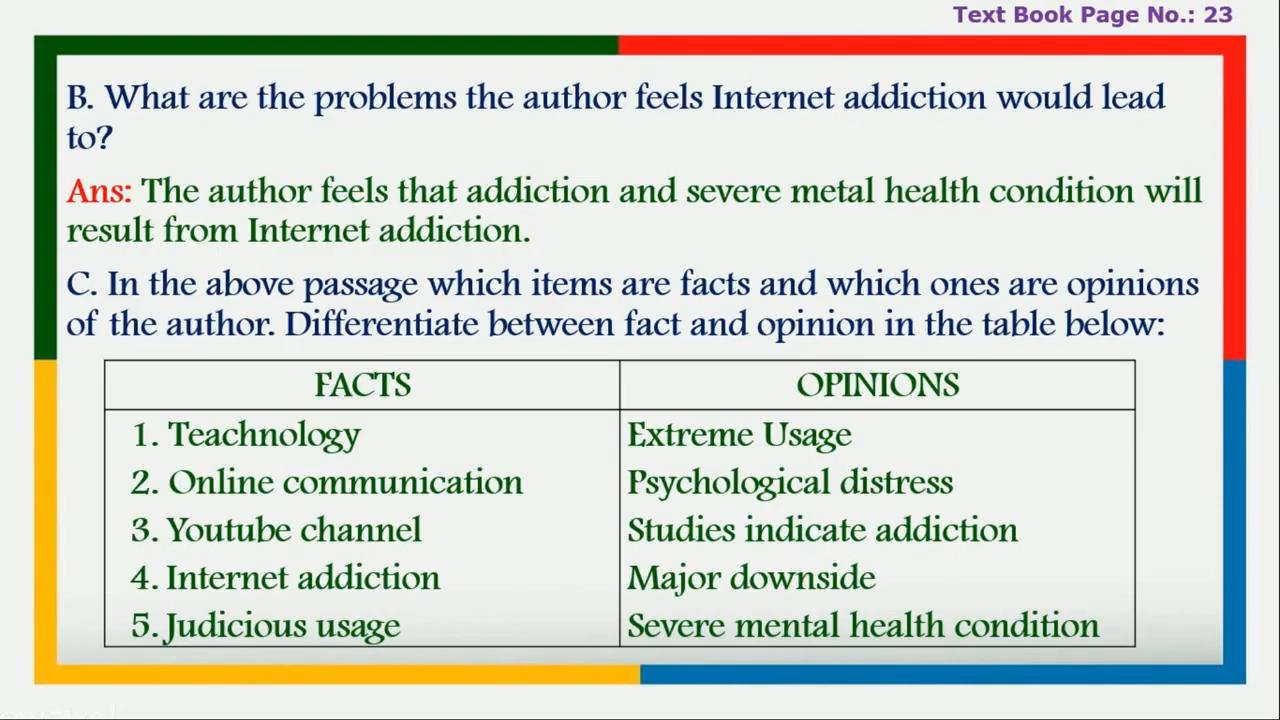 Text Book Page No.: 23
B. What are the problems the author feels Internet addiction would lead
to?
Ans: The author feels that addiction and severe metal health condition will
result from Internet addiction.
C. In the above passage which items are facts and which ones are opinions
of the author. Differentiate between fact and opinion in the table below:
FACTS OPINIONS
1. Teachnology Extreme Usage
2. Online communication Psychological distress
3. Youtube channel Studies indicate addiction
4. Internet addiction Major downside
5. Judicious usage Severe mental health condition